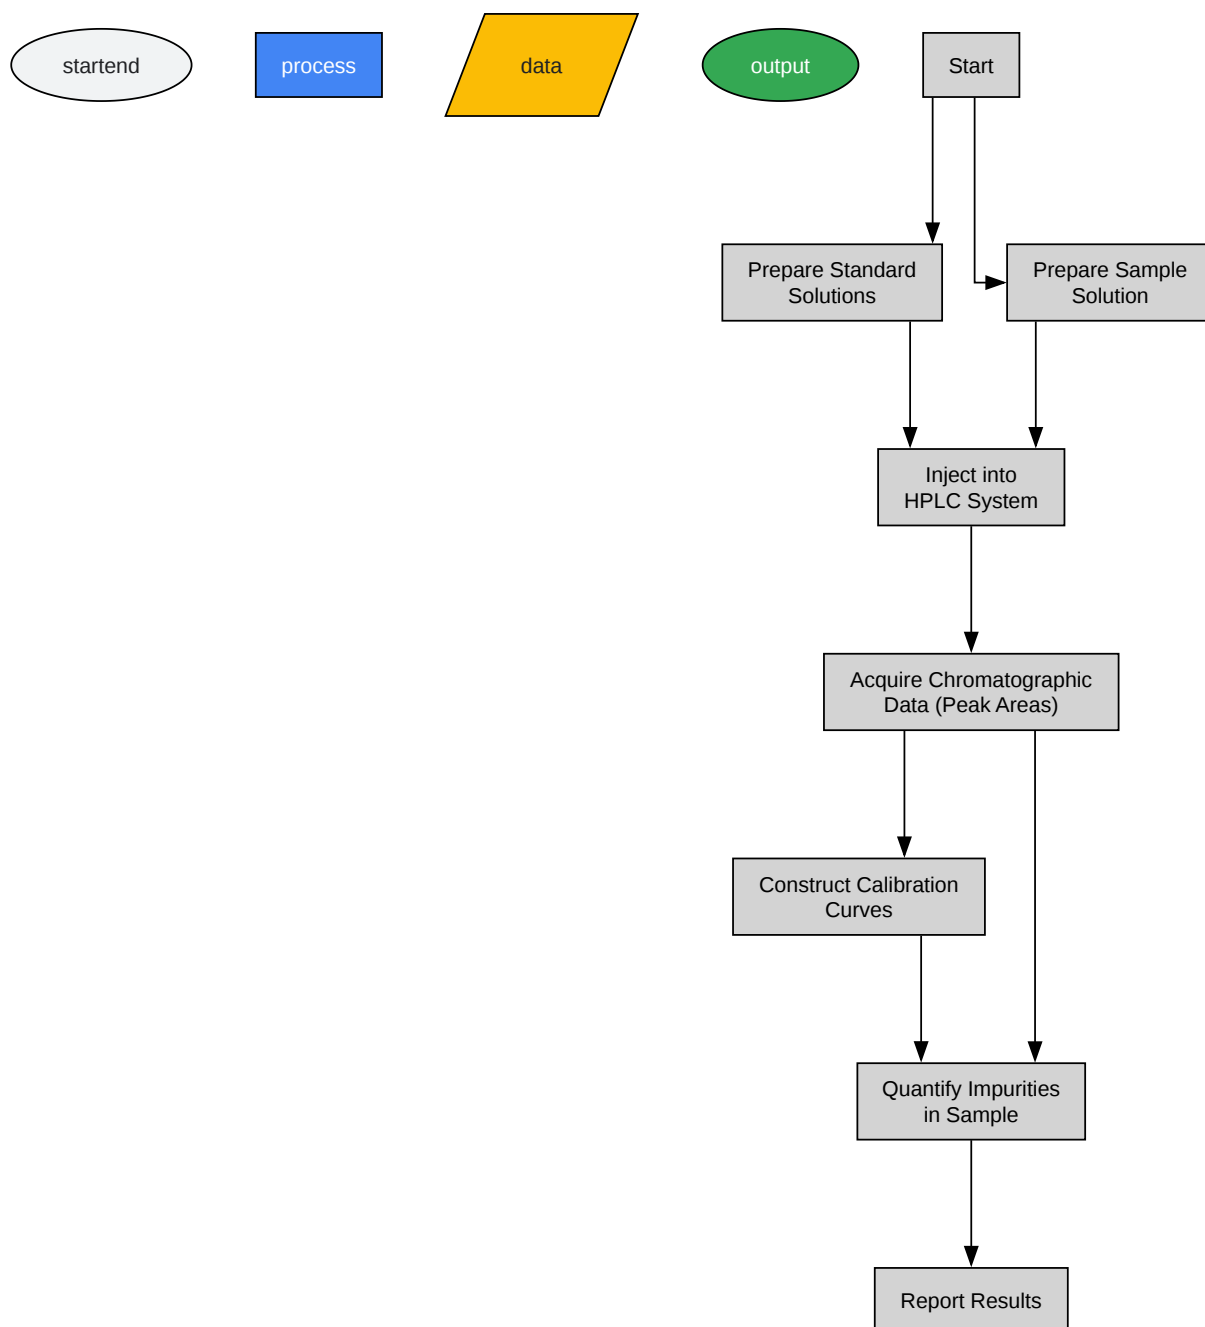 startend
process
data
output
Start
Prepare Standard
Solutions
Prepare Sample
Solution
Inject into
HPLC System
Acquire Chromatographic
Data (Peak Areas)
Construct Calibration
Curves
Quantify Impurities
in Sample
Report Results